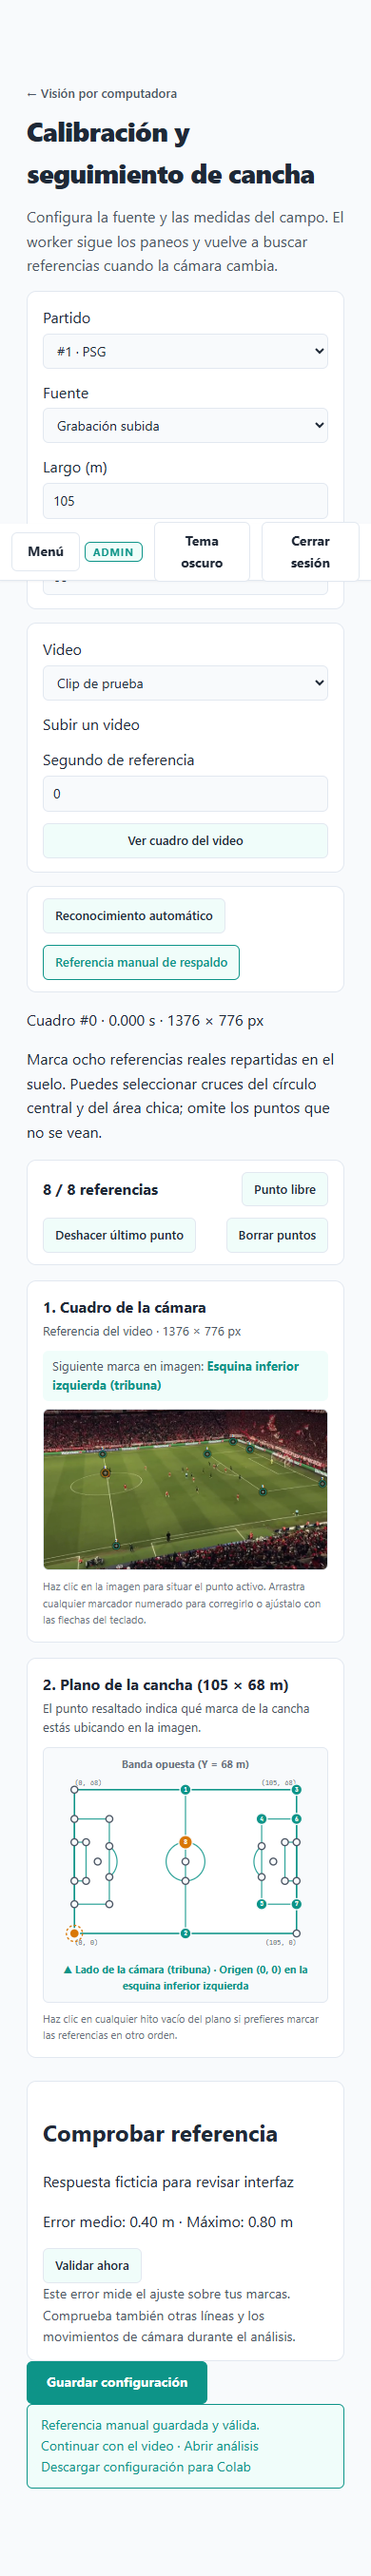 ← Visión por computadora
Calibración y
seguimiento de cancha
Configura la fuente y las medidas del campo. El
worker sigue los paneos y vuelve a buscar
referencias cuando la cámara cambia.
Partido
#1 · PSG
Fuente
Grabación subida
Largo (m)
105
Menú
ADMIN
Tema
oscuro
Cerrar
sesión
Video
Clip de prueba
Subir un video
Segundo de referencia
0
Ver cuadro del video
Reconocimiento automático
Referencia manual de respaldo
Cuadro #0 · 0.000 s · 1376 × 776 px
Marca ocho referencias reales repartidas en el
suelo. Puedes seleccionar cruces del círculo
central y del área chica; omite los puntos que
no se vean.
8 / 8 referencias
Punto libre
Deshacer último punto
Borrar puntos
1. Cuadro de la cámara
Referencia del video · 1376 × 776 px
Siguiente marca en imagen: Esquina inferior
izquierda (tribuna)
Haz clic en la imagen para situar el punto activo. Arrastra
cualquier marcador numerado para corregirlo o ajústalo con
las flechas del teclado.
2. Plano de la cancha (105 × 68 m)
El punto resaltado indica qué marca de la cancha
estás ubicando en la imagen.
Banda opuesta (Y = 68 m)
(0, 68)
(105, 68)
1
3
4
6
8
5
7
2
(0, 0)
(105, 0)
▲ Lado de la cámara (tribuna) · Origen (0, 0) en la
esquina inferior izquierda
Haz clic en cualquier hito vacío del plano si prefieres marcar
las referencias en otro orden.
Comprobar referencia
Respuesta ficticia para revisar interfaz
Error medio: 0.40 m · Máximo: 0.80 m
Validar ahora
Este error mide el ajuste sobre tus marcas.
Comprueba también otras líneas y los
movimientos de cámara durante el análisis.
Guardar configuración
Referencia manual guardada y válida.
Continuar con el video · Abrir análisis
Descargar configuración para Colab